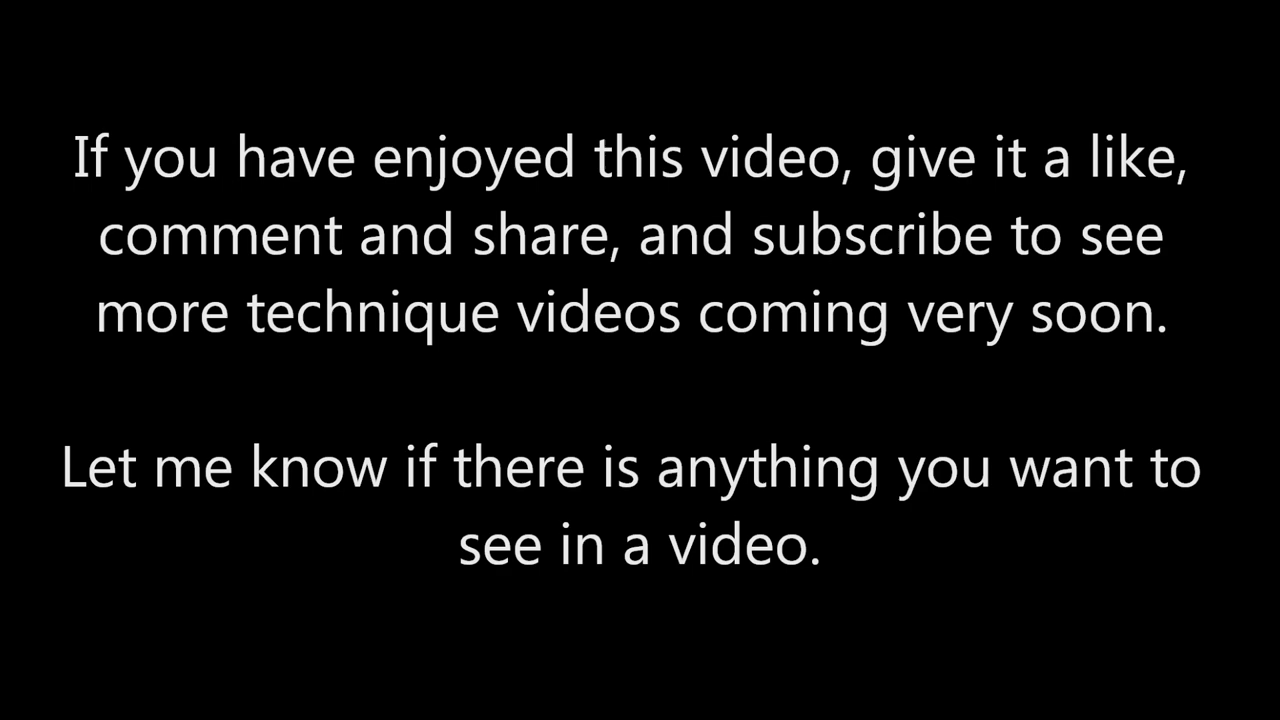 If you have enjoyed this video, give it a like,
comment and share, and subscribe to see
more technique videos coming very soon.
Let me know if there is anything you want to
see in a video.